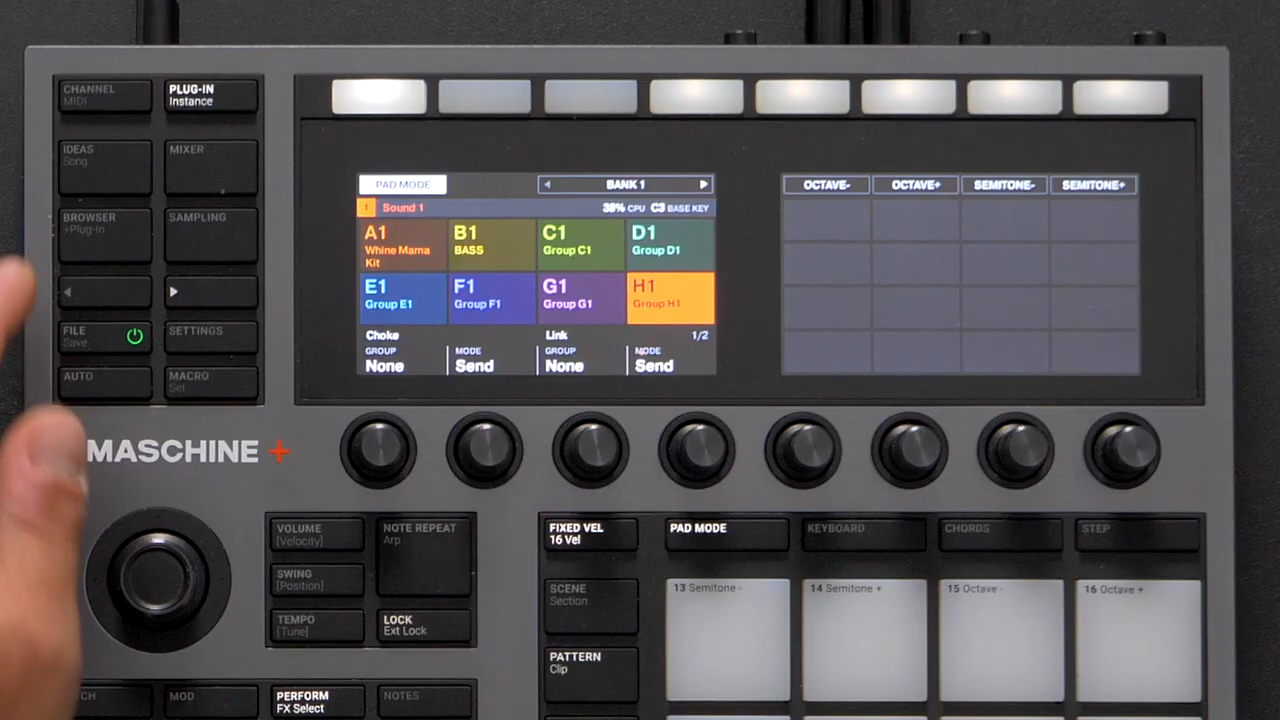 CHANNEL
MIDI
PLUG-IN
Instance
IDEAS
Song
MIXER
BROWSER
+Plug-In
SAMPLING
FILE
Save
SETTINGS
AUTO
MACRO
Set
MASCHINE +
PAD MODE
BANK 1
1 Sound 1
38% CPU C3 BASE KEY
A1
Whine Mama
Kit
B1
BASS
C1
Group C1
D1
Group D1
E1
Group E1
F1
Group F1
G1
Group G1
H1
Group H1
Choke
Link
1/2
GROUP
None
MODE
Send
GROUP
None
MODE
Send
OCTAVE-
OCTAVE+
SEMITONE-
SEMITONE+
VOLUME
[Velocity]
NOTE REPEAT
Arp
SWING
[Position]
TEMPO
[Tune]
LOCK
Ext Lock
FIXED VEL
16 Vel
PAD MODE
KEYBOARD
CHORDS
STEP
SCENE
Section
PATTERN
Clip
13 Semitone -
14 Semitone +
15 Octave -
16 Octave +
MOD
PERFORM
FX Select
NOTES